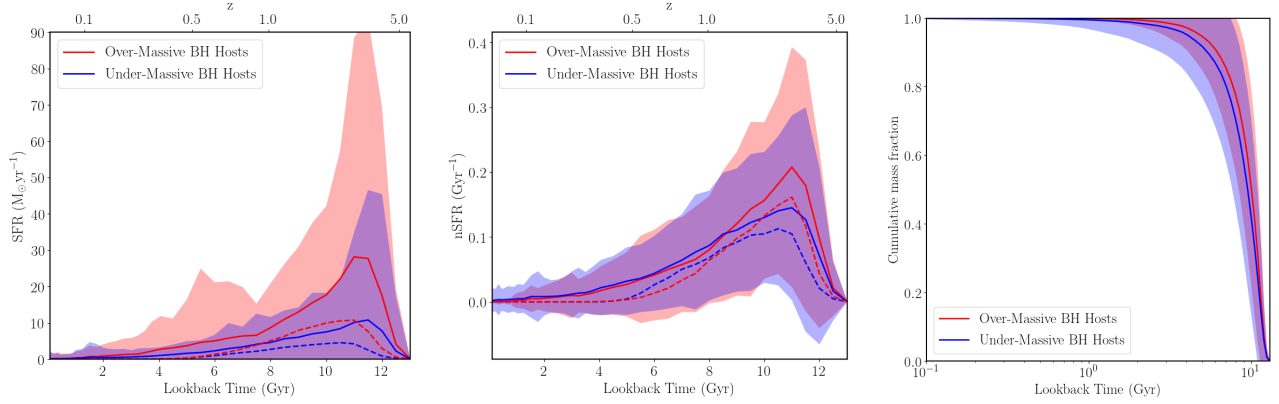 z
0.1 0.5 1.0 5.0
90
80
70
60
50
40
30
20
10
0
SFR (M⊙yr⁻¹)
Over-Massive BH Hosts
Under-Massive BH Hosts
2 4 6 8 10 12
Lookback Time (Gyr)
z
0.1 0.5 1.0 5.0
0.4
0.3
0.2
0.1
0.0
nSFR (Gyr⁻¹)
Over-Massive BH Hosts
Under-Massive BH Hosts
2 4 6 8 10 12
Lookback Time (Gyr)
1.0
0.8
0.6
0.4
0.2
0.0
Cumulative mass fraction
Over-Massive BH Hosts
Under-Massive BH Hosts
10⁻¹ 10⁰ 10¹
Lookback Time (Gyr)